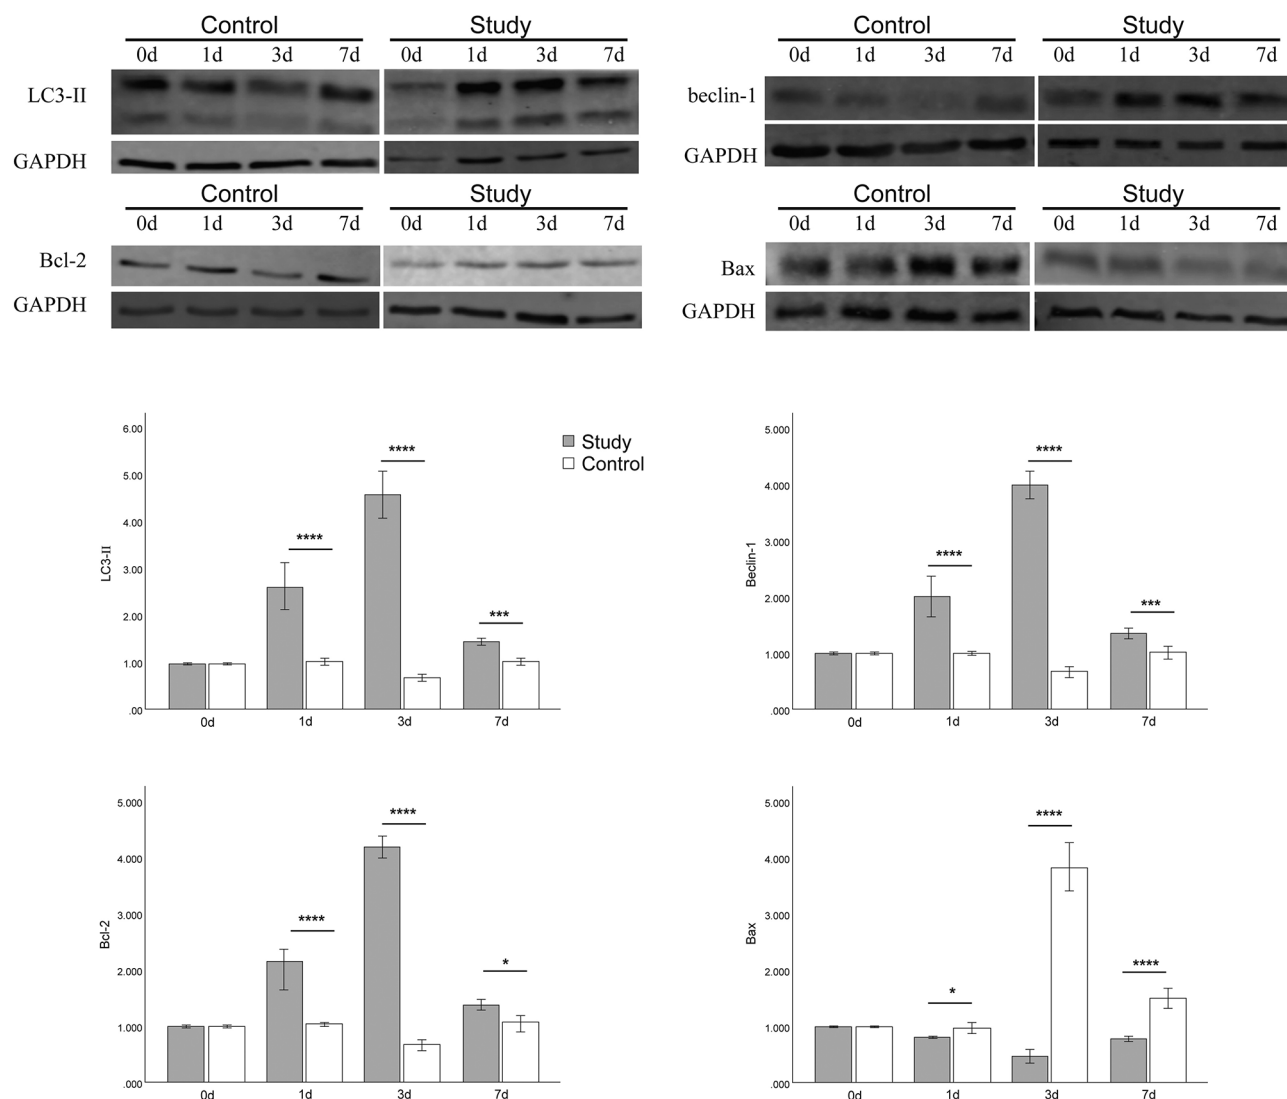 Control Study
0d 1d 3d 7d 0d 1d 3d 7d
LC3-II
GAPDH
Control Study
0d 1d 3d 7d 0d 1d 3d 7d
Bcl-2
GAPDH
Control Study
0d 1d 3d 7d 0d 1d 3d 7d
beclin-1
GAPDH
Control Study
0d 1d 3d 7d 0d 1d 3d 7d
Bax
GAPDH
6.00
5.00
4.00
3.00
2.00
1.00
.00
LC3-II
****
****
***
0d 1d 3d 7d
Study
Control
5.000
4.000
3.000
2.000
1.000
.000
Beclin-1
****
****
***
0d 1d 3d 7d
5.000
4.000
3.000
2.000
1.000
.000
Bcl-2
****
****
*
0d 1d 3d 7d
5.000
4.000
3.000
2.000
1.000
.000
Bax
*
****
****
0d 1d 3d 7d